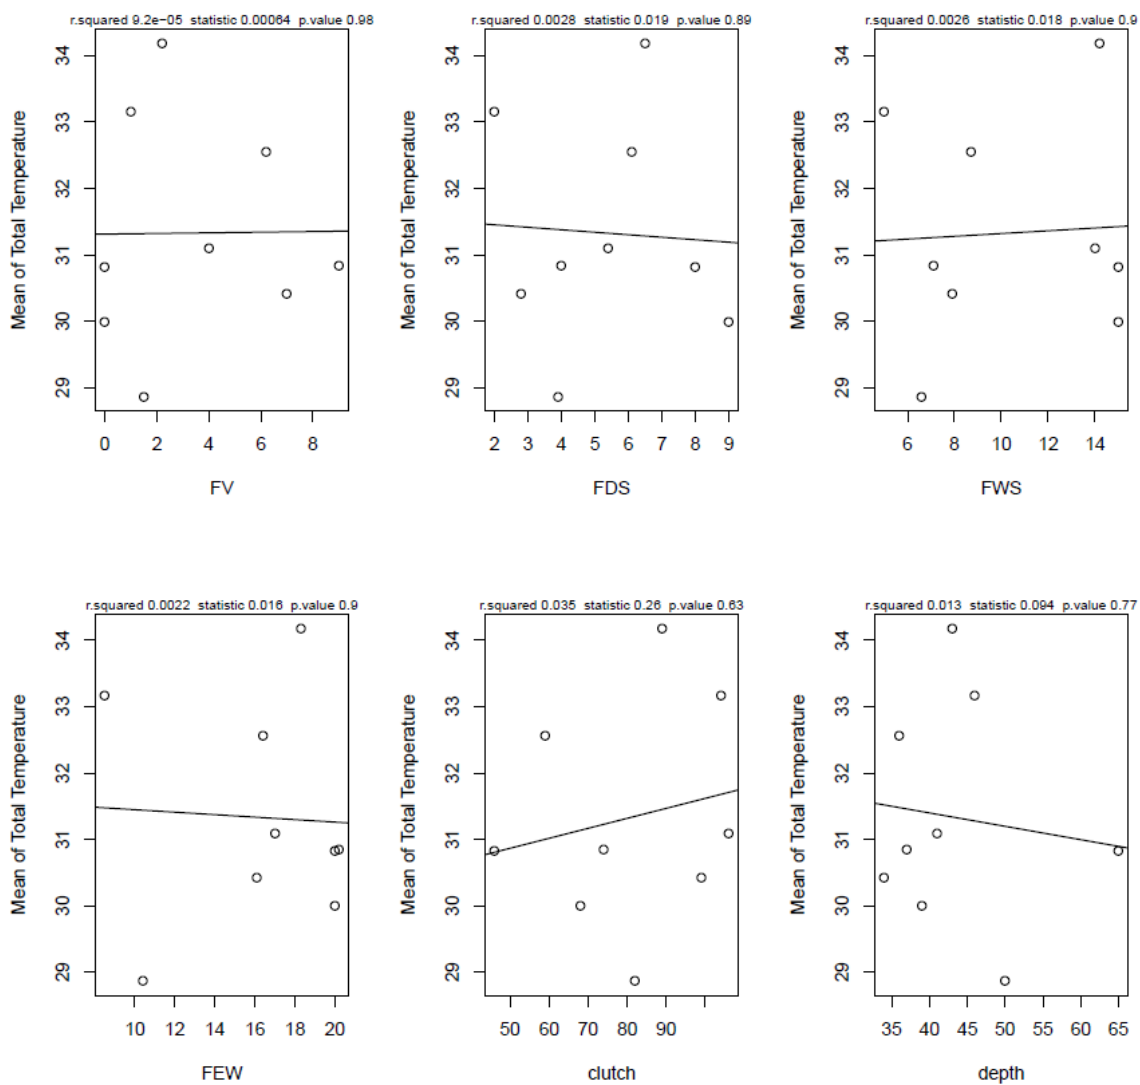 r.squared 9.2e−05 statistic 0.00064 p.value 0.98
Mean of Total Temperature
29 30 31 32 33 34
0 2 4 6 8
FV
r.squared 0.0028 statistic 0.019 p.value 0.89
Mean of Total Temperature
29 30 31 32 33 34
2 3 4 5 6 7 8 9
FDS
r.squared 0.0026 statistic 0.018 p.value 0.9
Mean of Total Temperature
29 30 31 32 33 34
6 8 10 12 14
FWS
r.squared 0.0022 statistic 0.016 p.value 0.9
Mean of Total Temperature
29 30 31 32 33 34
10 12 14 16 18 20
FEW
r.squared 0.035 statistic 0.26 p.value 0.63
Mean of Total Temperature
29 30 31 32 33 34
50 60 70 80 90
clutch
r.squared 0.013 statistic 0.094 p.value 0.77
Mean of Total Temperature
29 30 31 32 33 34
35 40 45 50 55 60 65
depth